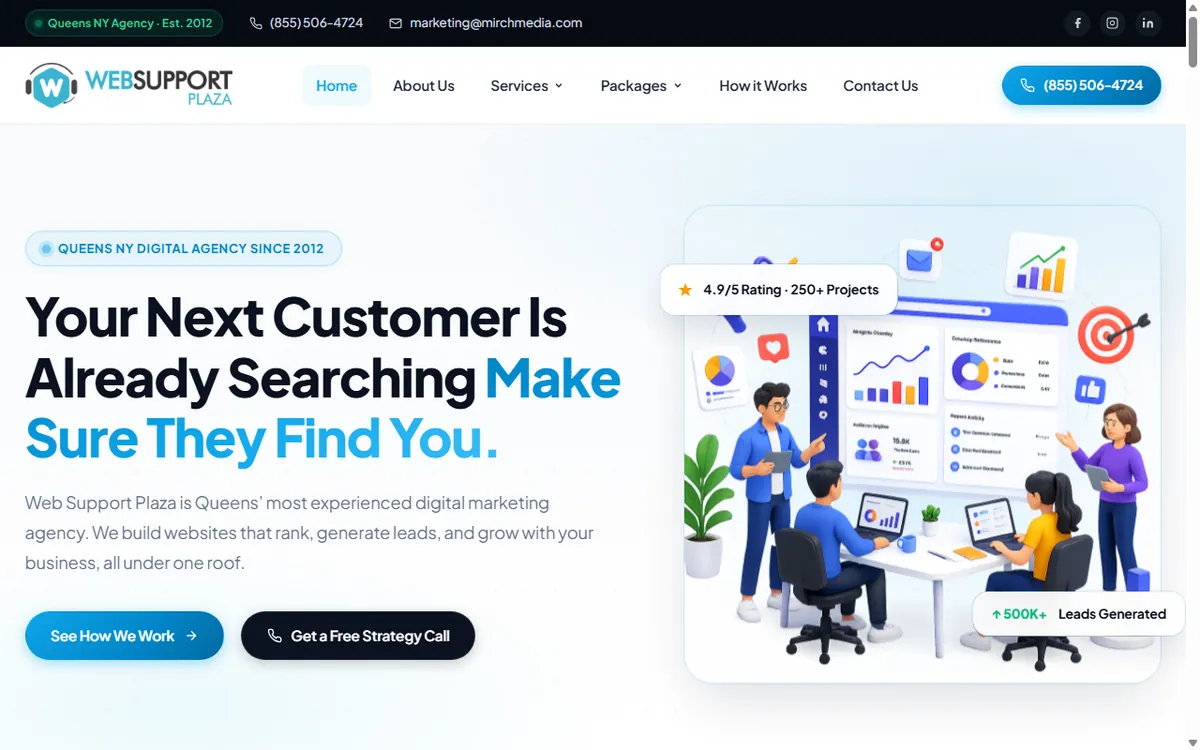 Queens NY Agency · Est. 2012
(855) 506-4724
marketing@mirchmedia.com
W WEBSUPPORT
PLAZA
Home
About Us
Services
Packages
How it Works
Contact Us
(855) 506-4724
QUEENS NY DIGITAL AGENCY SINCE 2012
Your Next Customer Is
Already Searching Make
Sure They Find You.
Web Support Plaza is Queens' most experienced digital marketing
agency. We build websites that rank, generate leads, and grow with your
business, all under one roof.
See How We Work →
Get a Free Strategy Call
4.9/5 Rating · 250+ Projects
19.8K
↑ 500K+ Leads Generated